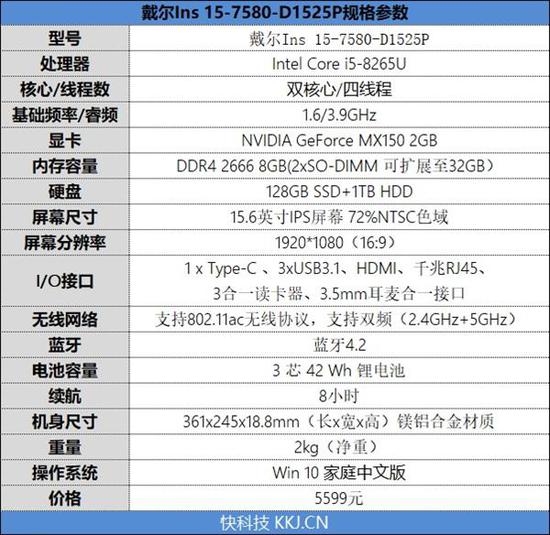 戴尔Ins 15-7580-D1525P规格参数
型号 戴尔Ins 15-7580-D1525P
处理器 Intel Core i5-8265U
核心/线程数 双核心/四线程
基础频率/睿频 1.6/3.9GHz
显卡 NVIDIA GeForce MX150 2GB
内存容量 DDR4 2666 8GB(2xSO-DIMM 可扩展至32GB）
硬盘 128GB SSD+1TB HDD
屏幕尺寸 15.6英寸IPS屏幕 72%NTSC色域
屏幕分辨率 1920*1080（16:9）
I/O接口 1 x Type-C 、3xUSB3.1、HDMI、千兆RJ45、
3合一读卡器、3.5mm耳麦合一接口
无线网络 支持802.11ac无线协议，支持双频（2.4GHz+5GHz）
蓝牙 蓝牙4.2
电池容量 3 芯 42 Wh 锂电池
续航 8小时
机身尺寸 361x245x18.8mm（长x宽x高）镁铝合金材质
重量 2kg（净重）
操作系统 Win 10 家庭中文版
价格 5599元
快科技 KKJ.CN